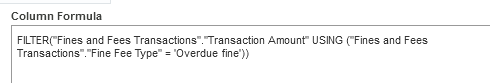 Column Formula
FILTER("Fines and Fees Transactions"."Transaction Amount" USING ("Fines and Fees
Transactions"."Fine Fee Type" = 'Overdue fine'))